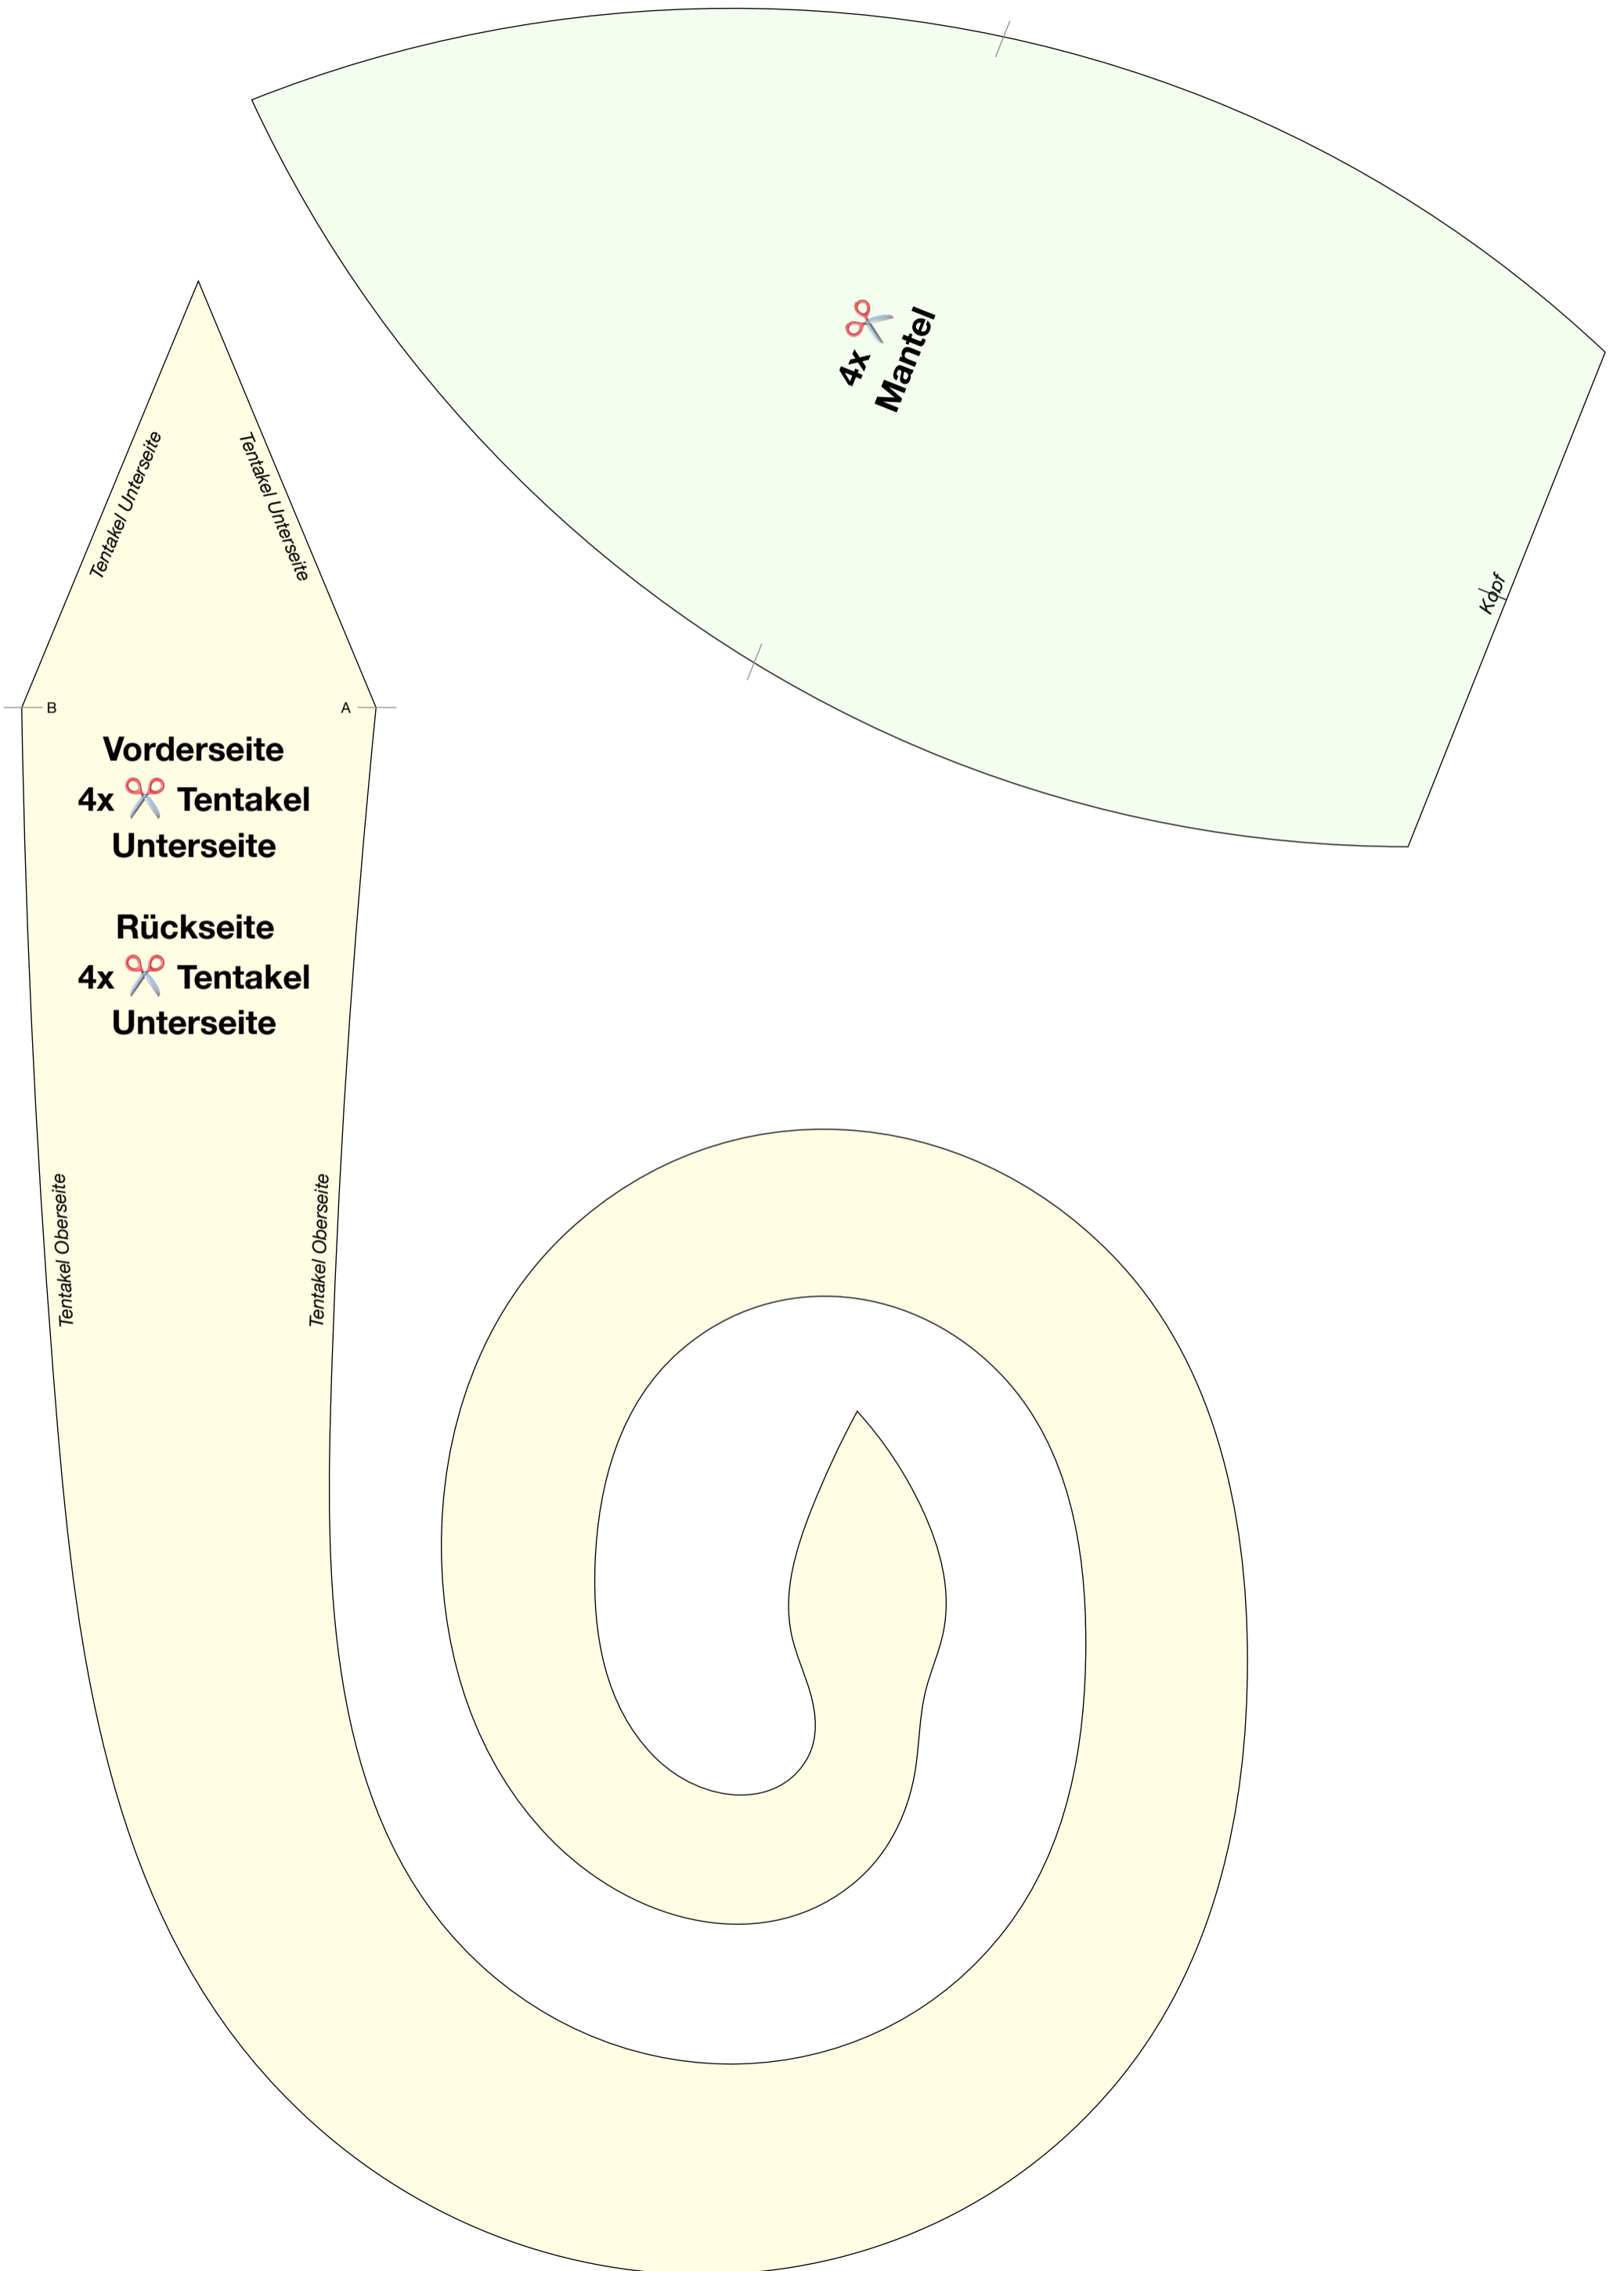 4x ✂️
Mantel
Kopf
Tentakel Unterseite
Tentakel Unterseite
B
A
Vorderseite
4x ✂️ Tentakel
Unterseite
Rückseite
4x ✂️ Tentakel
Unterseite
Tentakel Oberseite
Tentakel Oberseite